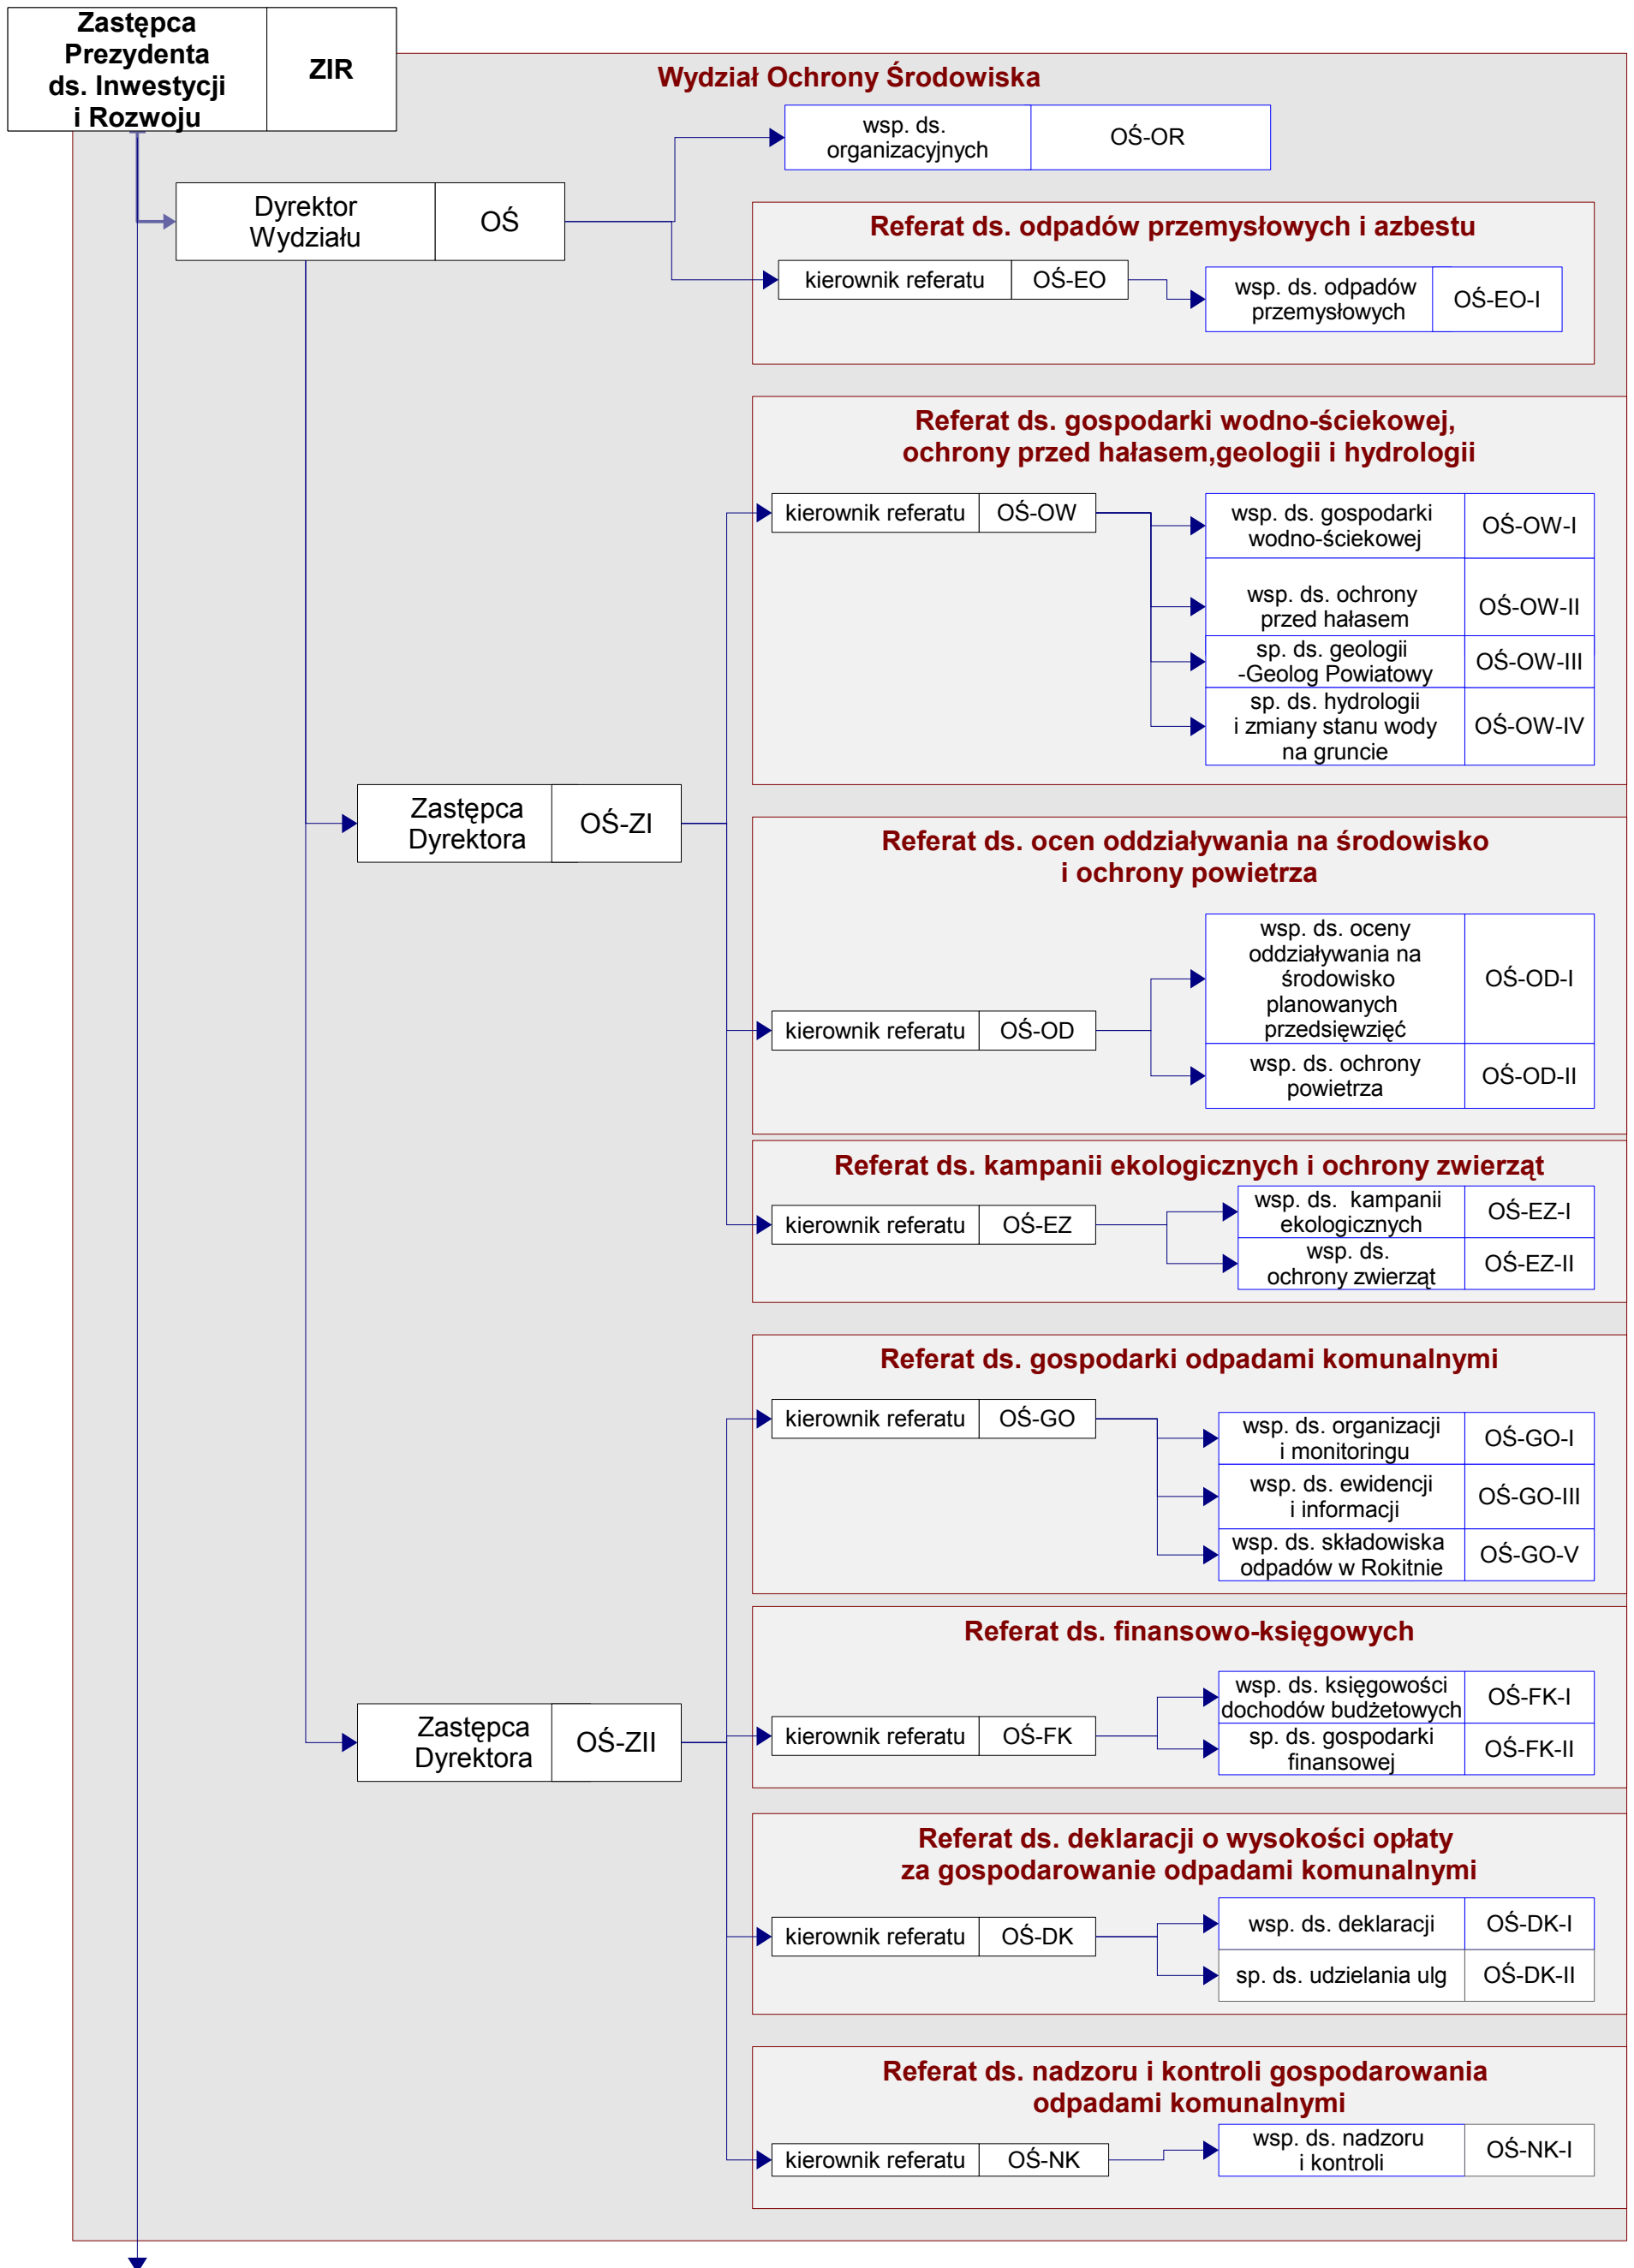 Zastępca
Prezydenta
ds. Inwestycji
i Rozwoju
ZIR
Wydział Ochrony Środowiska
wsp. ds.
organizacyjnych
OŚ-OR
Dyrektor
Wydziału
OŚ
Referat ds. odpadów przemysłowych i azbestu
kierownik referatu
OŚ-EO
wsp. ds. odpadów
przemysłowych
OŚ-EO-I
Referat ds. gospodarki wodno-ściekowej,
ochrony przed hałasem,geologii i hydrologii
kierownik referatu
OŚ-OW
wsp. ds. gospodarki
wodno-ściekowej
OŚ-OW-I
wsp. ds. ochrony
przed hałasem
OŚ-OW-II
sp. ds. geologii
-Geolog Powiatowy
OŚ-OW-III
sp. ds. hydrologii
i zmiany stanu wody
na gruncie
OŚ-OW-IV
Zastępca
Dyrektora
OŚ-ZI
Referat ds. ocen oddziaływania na środowisko
i ochrony powietrza
wsp. ds. oceny
oddziaływania na
środowisko
planowanych
przedsięwzięć
OŚ-OD-I
kierownik referatu
OŚ-OD
wsp. ds. ochrony
powietrza
OŚ-OD-II
Referat ds. kampanii ekologicznych i ochrony zwierząt
kierownik referatu
OŚ-EZ
wsp. ds. kampanii
ekologicznych
OŚ-EZ-I
wsp. ds.
ochrony zwierząt
OŚ-EZ-II
Referat ds. gospodarki odpadami komunalnymi
kierownik referatu
OŚ-GO
wsp. ds. organizacji
i monitoringu
OŚ-GO-I
wsp. ds. ewidencji
i informacji
OŚ-GO-III
wsp. ds. składowiska
odpadów w Rokitnie
OŚ-GO-V
Referat ds. finansowo-księgowych
wsp. ds. księgowości
dochodów budżetowych
OŚ-FK-I
Zastępca
Dyrektora
OŚ-ZII
kierownik referatu
OŚ-FK
sp. ds. gospodarki
finansowej
OŚ-FK-II
Referat ds. deklaracji o wysokości opłaty
za gospodarowanie odpadami komunalnymi
kierownik referatu
OŚ-DK
wsp. ds. deklaracji
OŚ-DK-I
sp. ds. udzielania ulg
OŚ-DK-II
Referat ds. nadzoru i kontroli gospodarowania
odpadami komunalnymi
kierownik referatu
OŚ-NK
wsp. ds. nadzoru
i kontroli
OŚ-NK-I